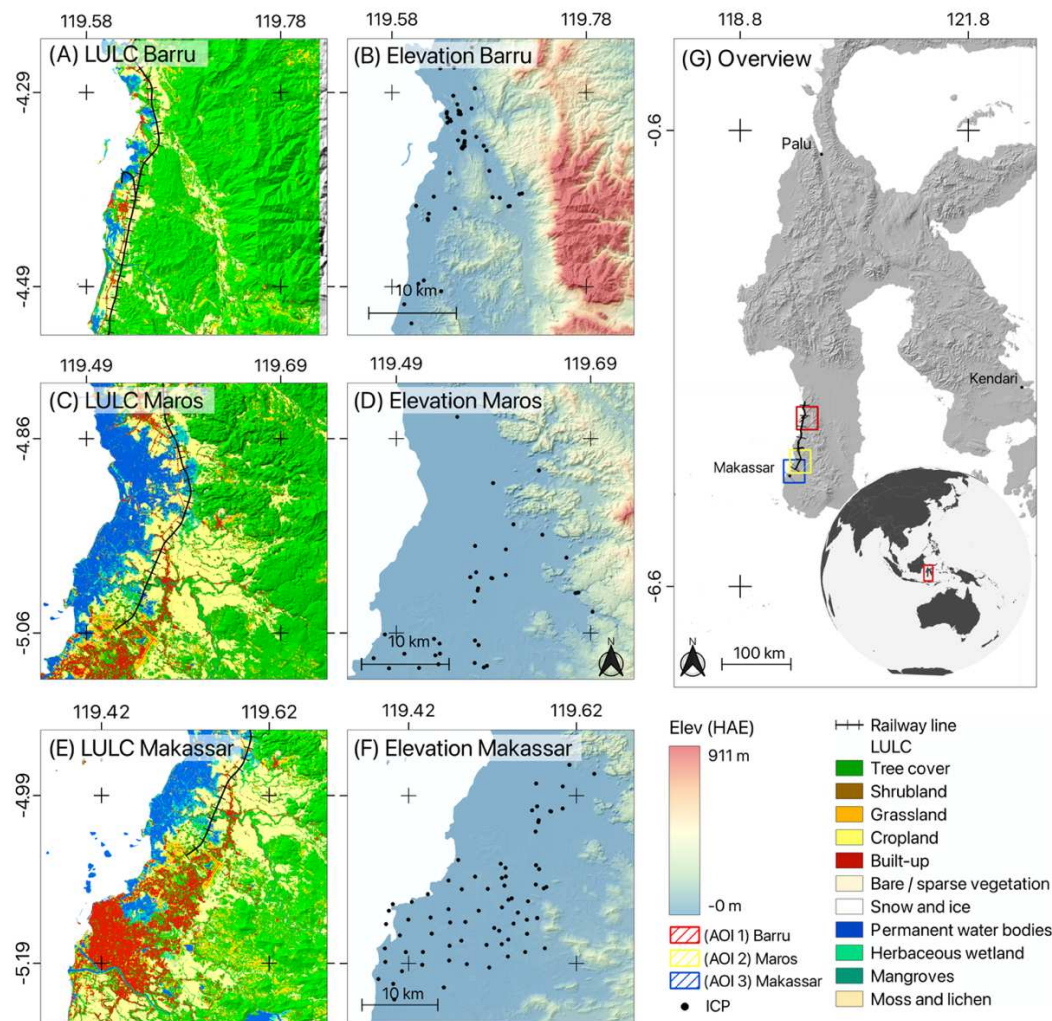 119.58 119.78
(A) LULC Barru
-4.29
-4.49
119.58 119.78
(B) Elevation Barru
10 km
119.49 119.69
(C) LULC Maros
-4.86
-5.06
119.49 119.69
(D) Elevation Maros
10 km
N
119.42 119.62
(E) LULC Makassar
-4.99
-5.19
119.42 119.62
(F) Elevation Makassar
10 km
118.8 121.8
(G) Overview
-0.6
-6.6
Palu
Kendari
Makassar
N
100 km
Elev (HAE)
911 m
-0 m
(AOI 1) Barru
(AOI 2) Maros
(AOI 3) Makassar
ICP
Railway line
LULC
Tree cover
Shrubland
Grassland
Cropland
Built-up
Bare / sparse vegetation
Snow and ice
Permanent water bodies
Herbaceous wetland
Mangroves
Moss and lichen